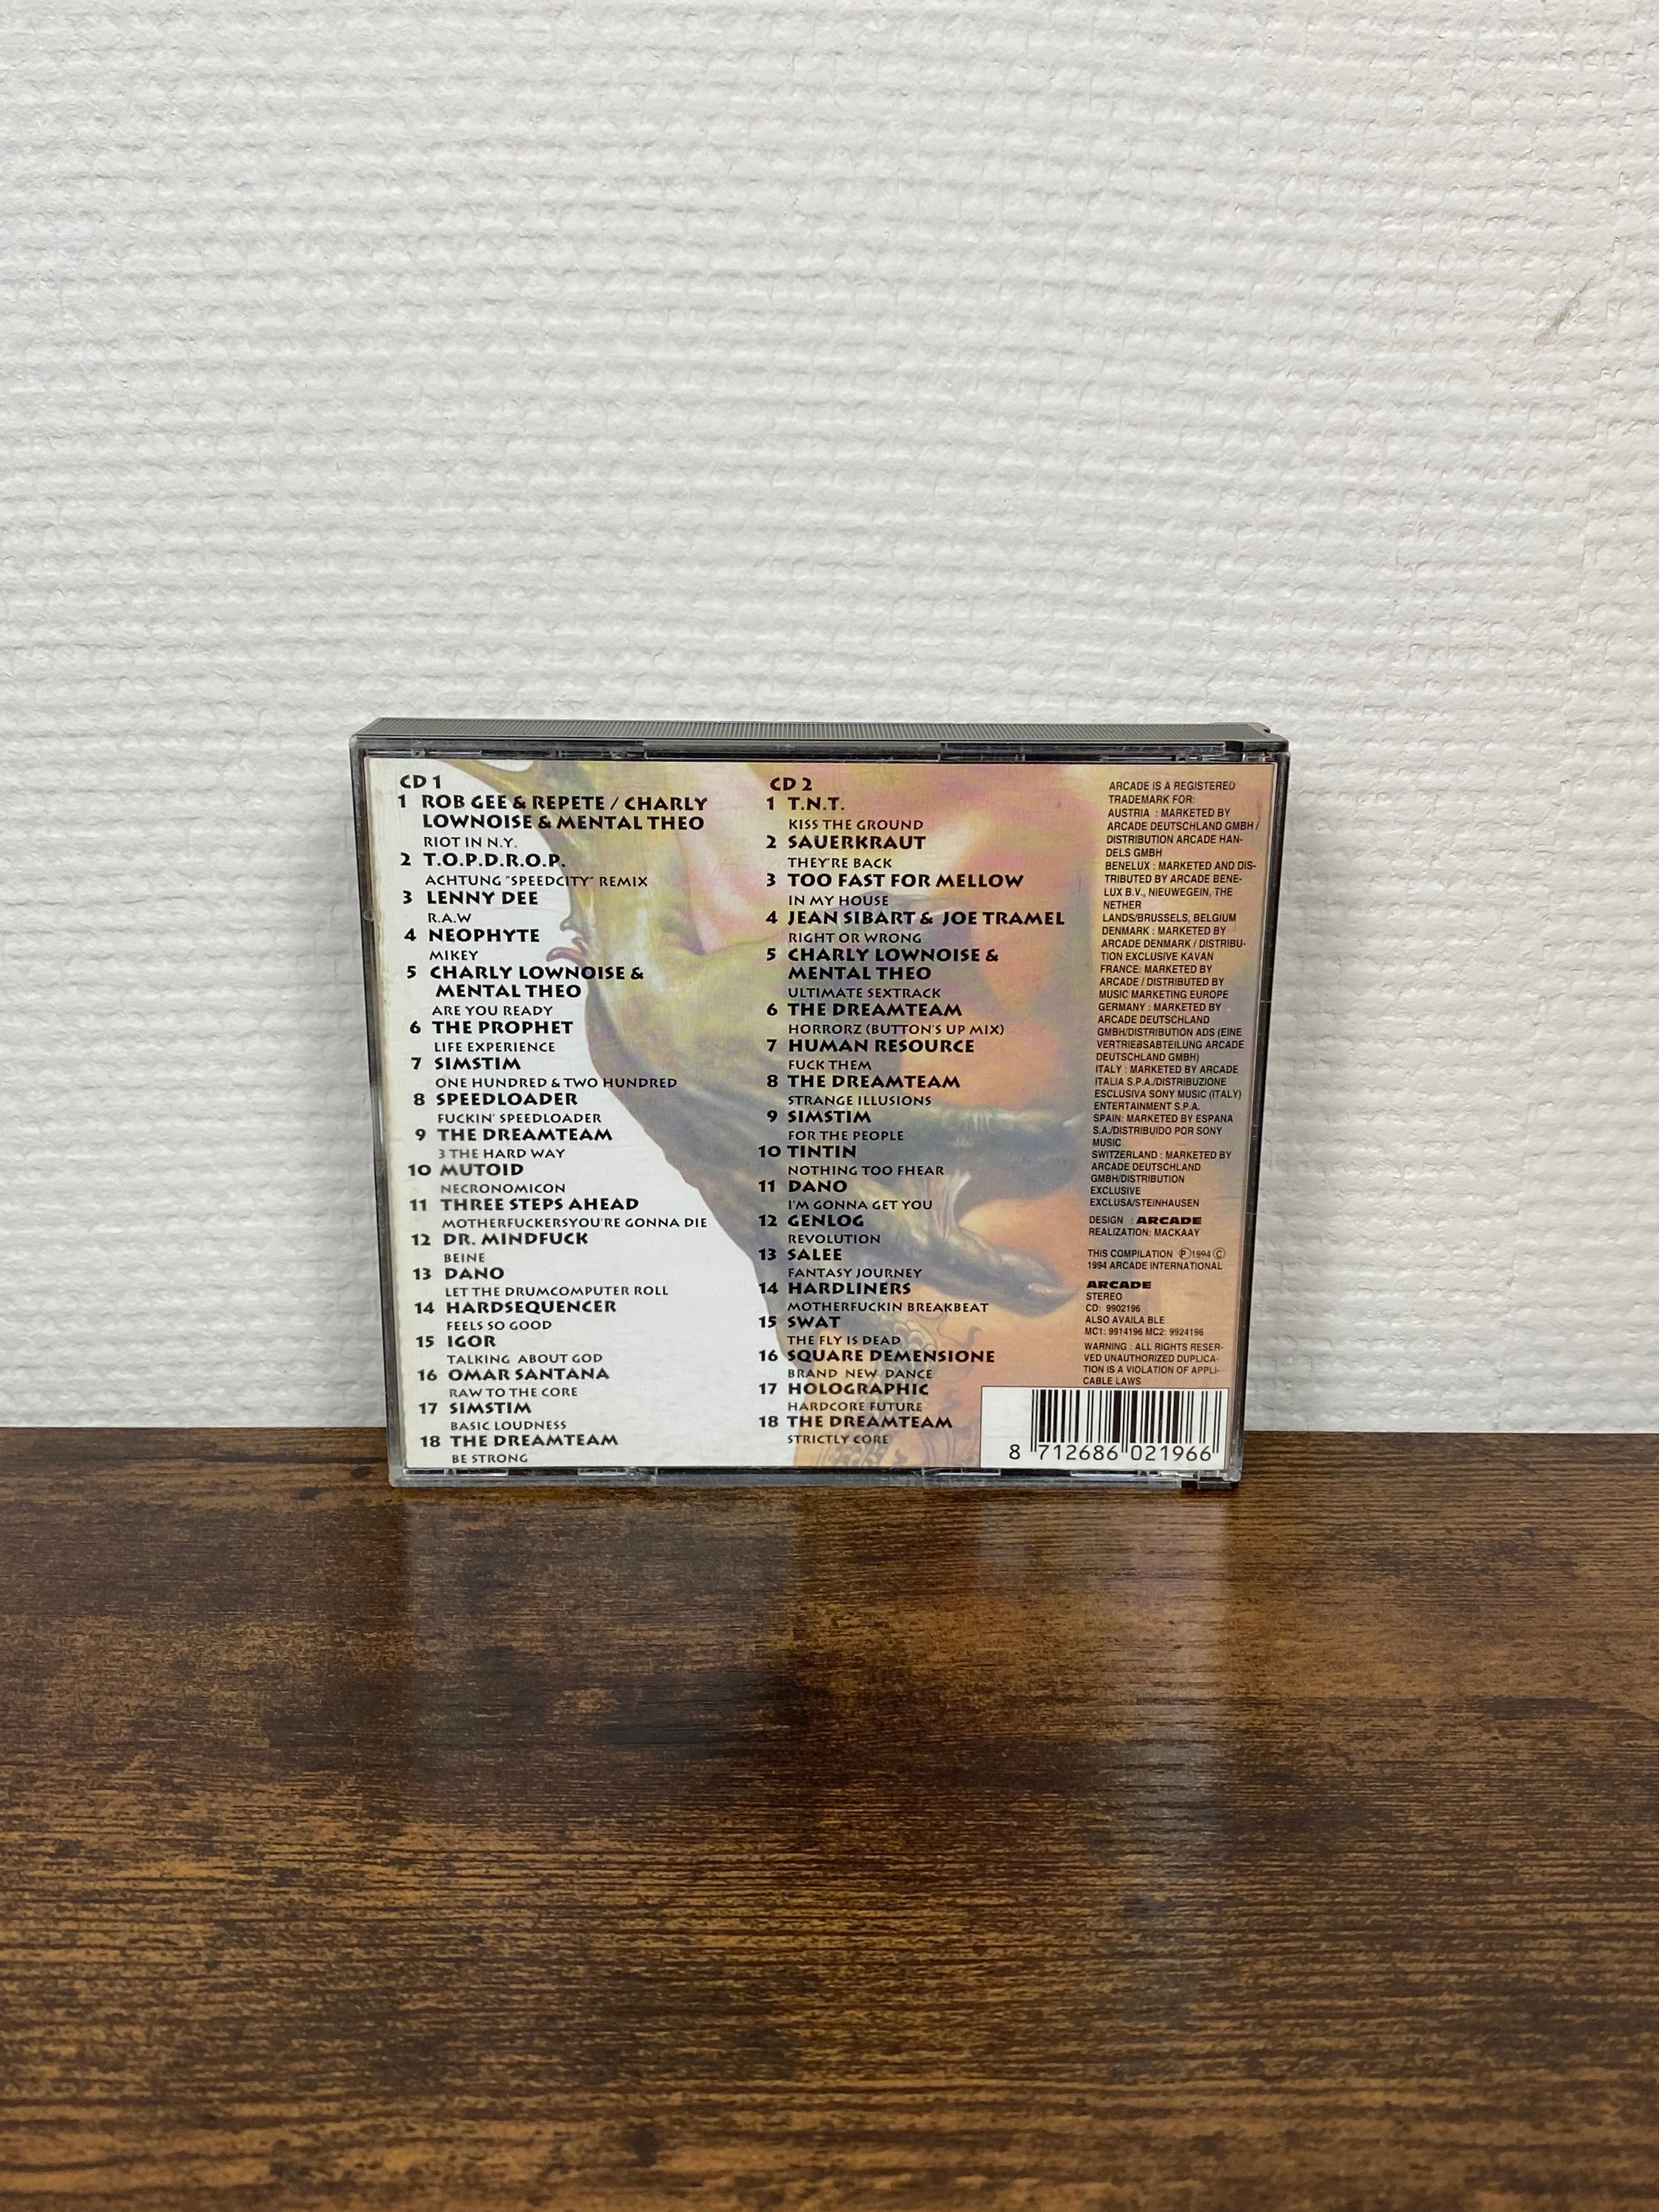 CD 1
1 ROB GEE & REPETE / CHARLY
LOWNOISE & MENTAL THEO
RIOT IN N.Y.
2 T.O.P.D.R.O.P.
ACHTUNG "SPEEDCITY" REMIX
3 LENNY DEE
R.A.W
4 NEOPHYTE
MIKEY
5 CHARLY LOWNOISE &
MENTAL THEO
ARE YOU READY
6 THE PROPHET
LIFE EXPERIENCE
7 SIMSTIM
ONE HUNDRED & TWO HUNDRED
8 SPEEDLOADER
FUCKIN' SPEEDLOADER
9 THE DREAMTEAM
3 THE HARD WAY
10 MUTOID
NECRONOMICON
11 THREE STEPS AHEAD
MOTHERFUCKERSYOU'RE GONNA DIE
12 DR. MINDFUCK
BEINE
13 DANO
LET THE DRUMCOMPUTER ROLL
14 HARDSEQUENCER
FEELS SO GOOD
15 IGOR
TALKING ABOUT GOD
16 OMAR SANTANA
RAW TO THE CORE
17 SIMSTIM
BASIC LOUDNESS
18 THE DREAMTEAM
BE STRONG
CD 2
1 T.N.T.
KISS THE GROUND
2 SAUERKRAUT
THEY'RE BACK
3 TOO FAST FOR MELLOW
IN MY HOUSE
4 JEAN SIBART & JOE TRAMEL
RIGHT OR WRONG
5 CHARLY LOWNOISE &
MENTAL THEO
ULTIMATE SEXTRACK
6 THE DREAMTEAM
HORRORZ (BUTTON'S UP MIX)
7 HUMAN RESOURCE
FUCK THEM
8 THE DREAMTEAM
STRANGE ILLUSIONS
9 SIMSTIM
FOR THE PEOPLE
10 TINTIN
NOTHING TOO FHEAR
11 DANO
I'M GONNA GET YOU
12 GENLOG
REVOLUTION
13 SALEE
FANTASY JOURNEY
14 HARDLINERS
MOTHERFUCKIN BREAKBEAT
15 SWAT
THE FLY IS DEAD
16 SQUARE DEMENSIONE
BRAND NEW DANCE
17 HOLOGRAPHIC
HARDCORE FUTURE
18 THE DREAMTEAM
STRICTLY CORE
ARCADE IS A REGISTERED
TRADEMARK FOR:
AUSTRIA : MARKETED BY
ARCADE DEUTSCHLAND GMBH /
DISTRIBUTION ARCADE HAN-
DELS GMBH
BENELUX : MARKETED AND DIS-
TRIBUTED BY ARCADE BENE-
LUX B.V., NIEUWEGEIN, THE
NETHER
LANDS/BRUSSELS, BELGIUM
DENMARK : MARKETED BY
ARCADE DENMARK / DISTRIBU-
TION EXCLUSIVE KAVAN
FRANCE: MARKETED BY
ARCADE / DISTRIBUTED BY
MUSIC MARKETING EUROPE
GERMANY : MARKETED BY
ARCADE DEUTSCHLAND
GMBH/DISTRIBUTION ADS (EINE
VERTRIEBSABTEILUNG ARCADE
DEUTSCHLAND GMBH)
ITALY : MARKETED BY ARCADE
ITALIA S.P.A./DISTRIBUZIONE
ESCLUSIVA SONY MUSIC (ITALY)
ENTERTAINMENT S.P.A.
SPAIN: MARKETED BY ESPANA
S.A./DISTRIBUIDO POR SONY
MUSIC
SWITZERLAND : MARKETED BY
ARCADE DEUTSCHLAND
GMBH/DISTRIBUTION
EXCLUSIVE
EXCLUSA/STEINHAUSEN
DESIGN : ARCADE
REALIZATION: MACKAAY
THIS COMPILATION Ⓟ1994 ©
1994 ARCADE INTERNATIONAL
ARCADE
STEREO
CD: 9902196
ALSO AVAILA BLE
MC1: 9914196 MC2: 9924196
WARNING : ALL RIGHTS RESER-
VED UNAUTHORIZED DUPLICA-
TION IS A VIOLATION OF APPLI-
CABLE LAWS
8 712686 021966